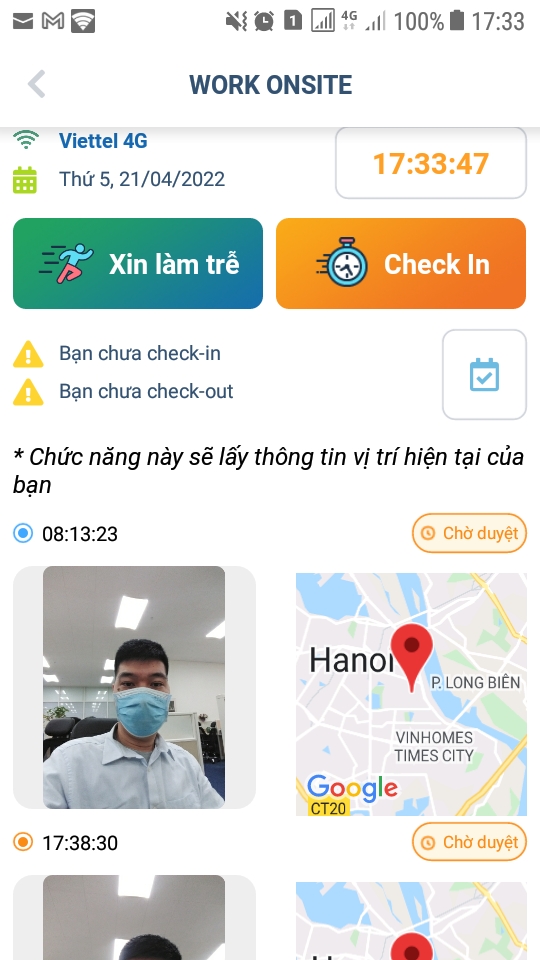 1 4G 100% 17:33
WORK ONSITE
Viettel 4G
Thứ 5, 21/04/2022
17:33:47
Xin làm trễ
Check In
Bạn chưa check-in
Bạn chưa check-out
* Chức năng này sẽ lấy thông tin vị trí hiện tại của
bạn
08:13:23
Chờ duyệt
Hanoi
P. LONG BIÊN
VINHOMES
TIMES CITY
Google
CT20
17:38:30
Chờ duyệt